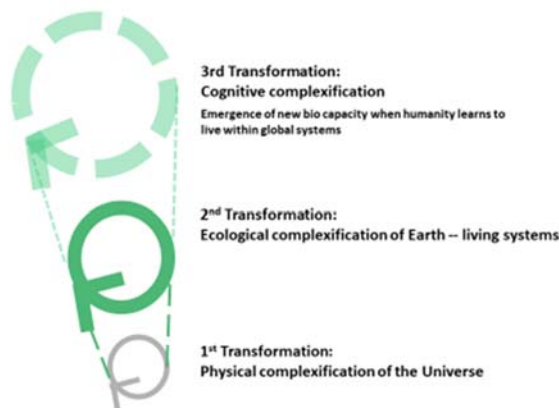 3rd Transformation:
Cognitive complexification
Emergence of new bio capacity when humanity learns to
live within global systems
2nd Transformation:
Ecological complexification of Earth -- living systems
1st Transformation:
Physical complexification of the Universe